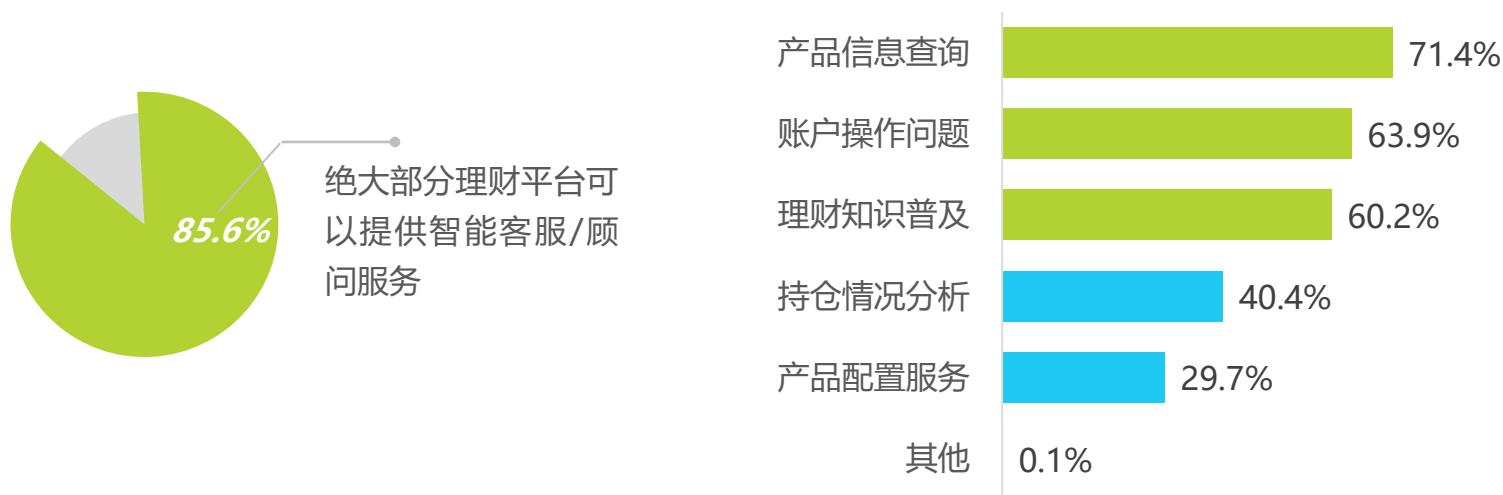 85.6%
绝大部分理财平台可
以提供智能客服/顾
问服务
产品信息查询 71.4%
账户操作问题 63.9%
理财知识普及 60.2%
持仓情况分析 40.4%
产品配置服务 29.7%
其他 0.1%